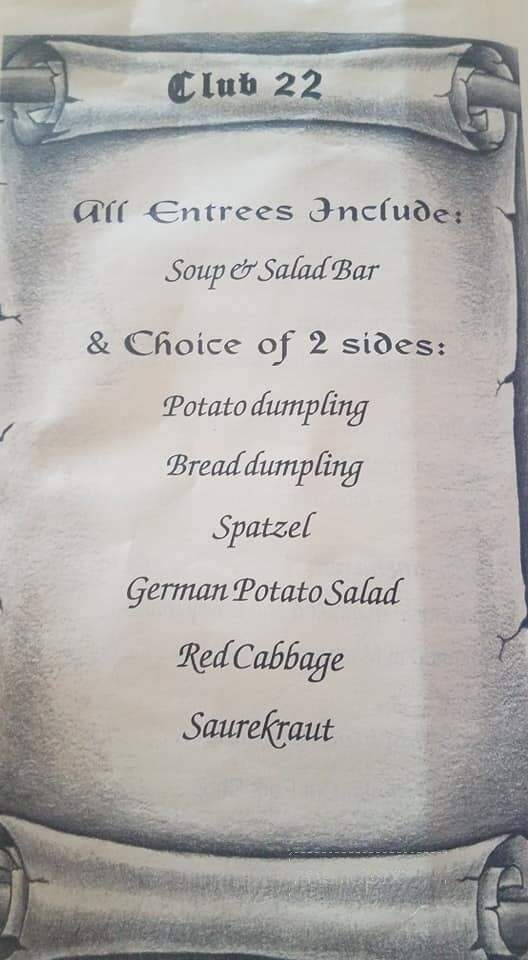 Club 22
All Entrees Include:
Soup & Salad Bar
& Choice of 2 sides:
Potato dumpling
Bread dumpling
Spatzel
German Potato Salad
Red Cabbage
Saurekraut